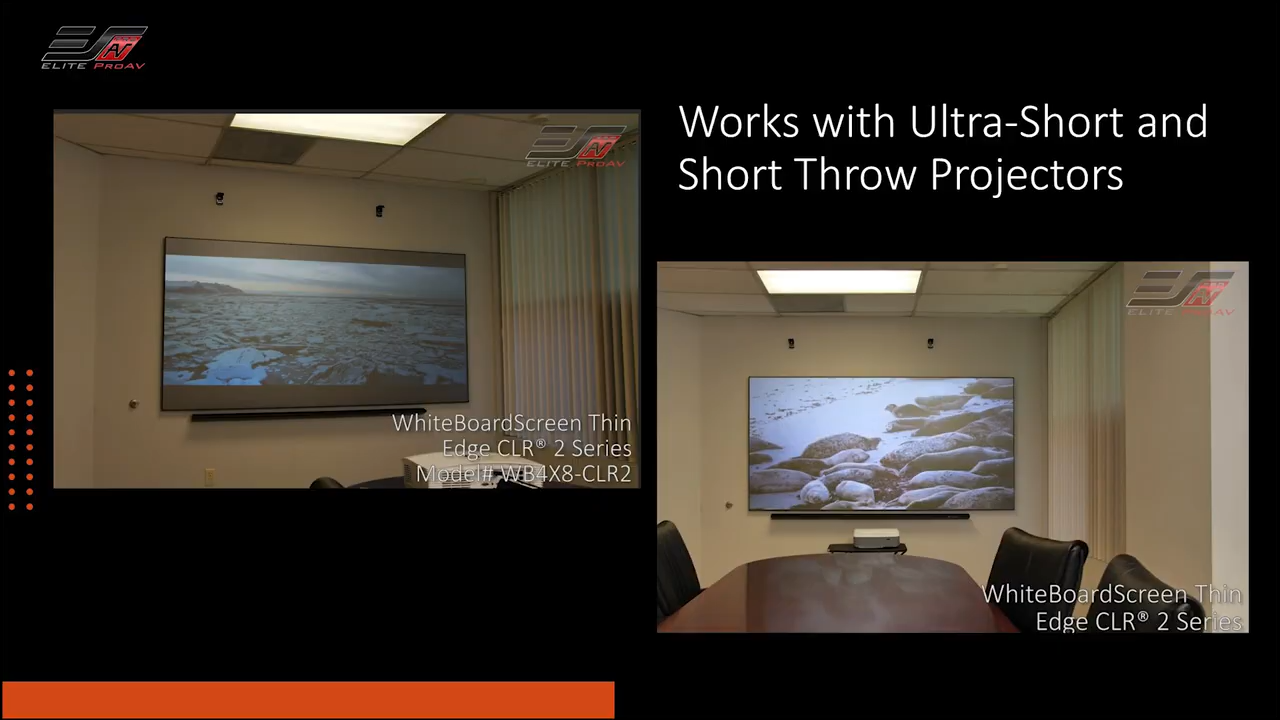 ELITE PROAV
Works with Ultra-Short and
Short Throw Projectors
ELITE PROAV
WhiteBoardScreen Thin
Edge CLR® 2 Series
Model# WB4X8-CLR2
ELITE PROAV
WhiteBoardScreen Thin
Edge CLR® 2 Series